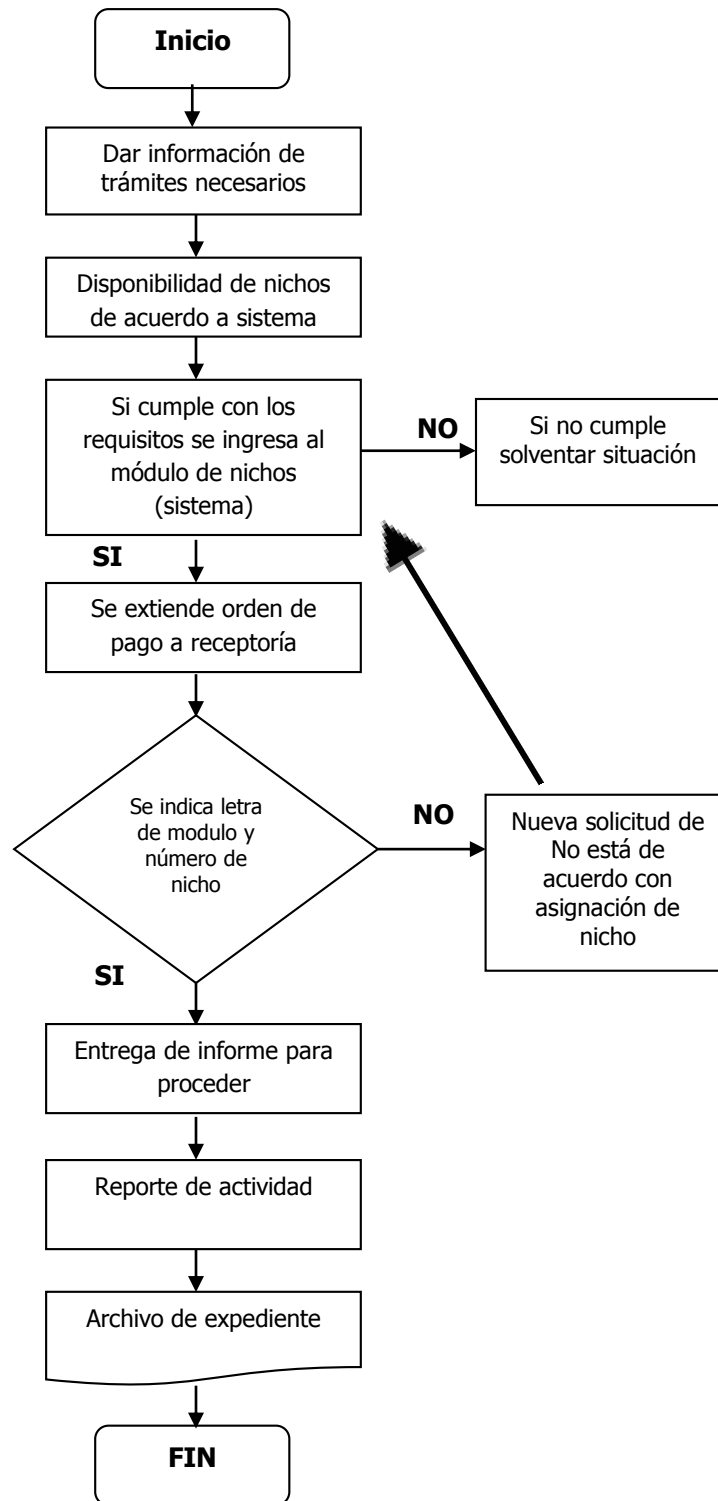 Inicio
Dar información de
trámites necesarios
Disponibilidad de nichos
de acuerdo a sistema
Si cumple con los
requisitos se ingresa al
módulo de nichos
(sistema)
NO
Si no cumple
solventar situación
SI
Se extiende orden de
pago a receptoría
Se indica letra
de modulo y
número de
nicho
NO
Nueva solicitud de
No está de
acuerdo con
asignación de
nicho
SI
Entrega de informe para
proceder
Reporte de actividad
Archivo de expediente
FIN